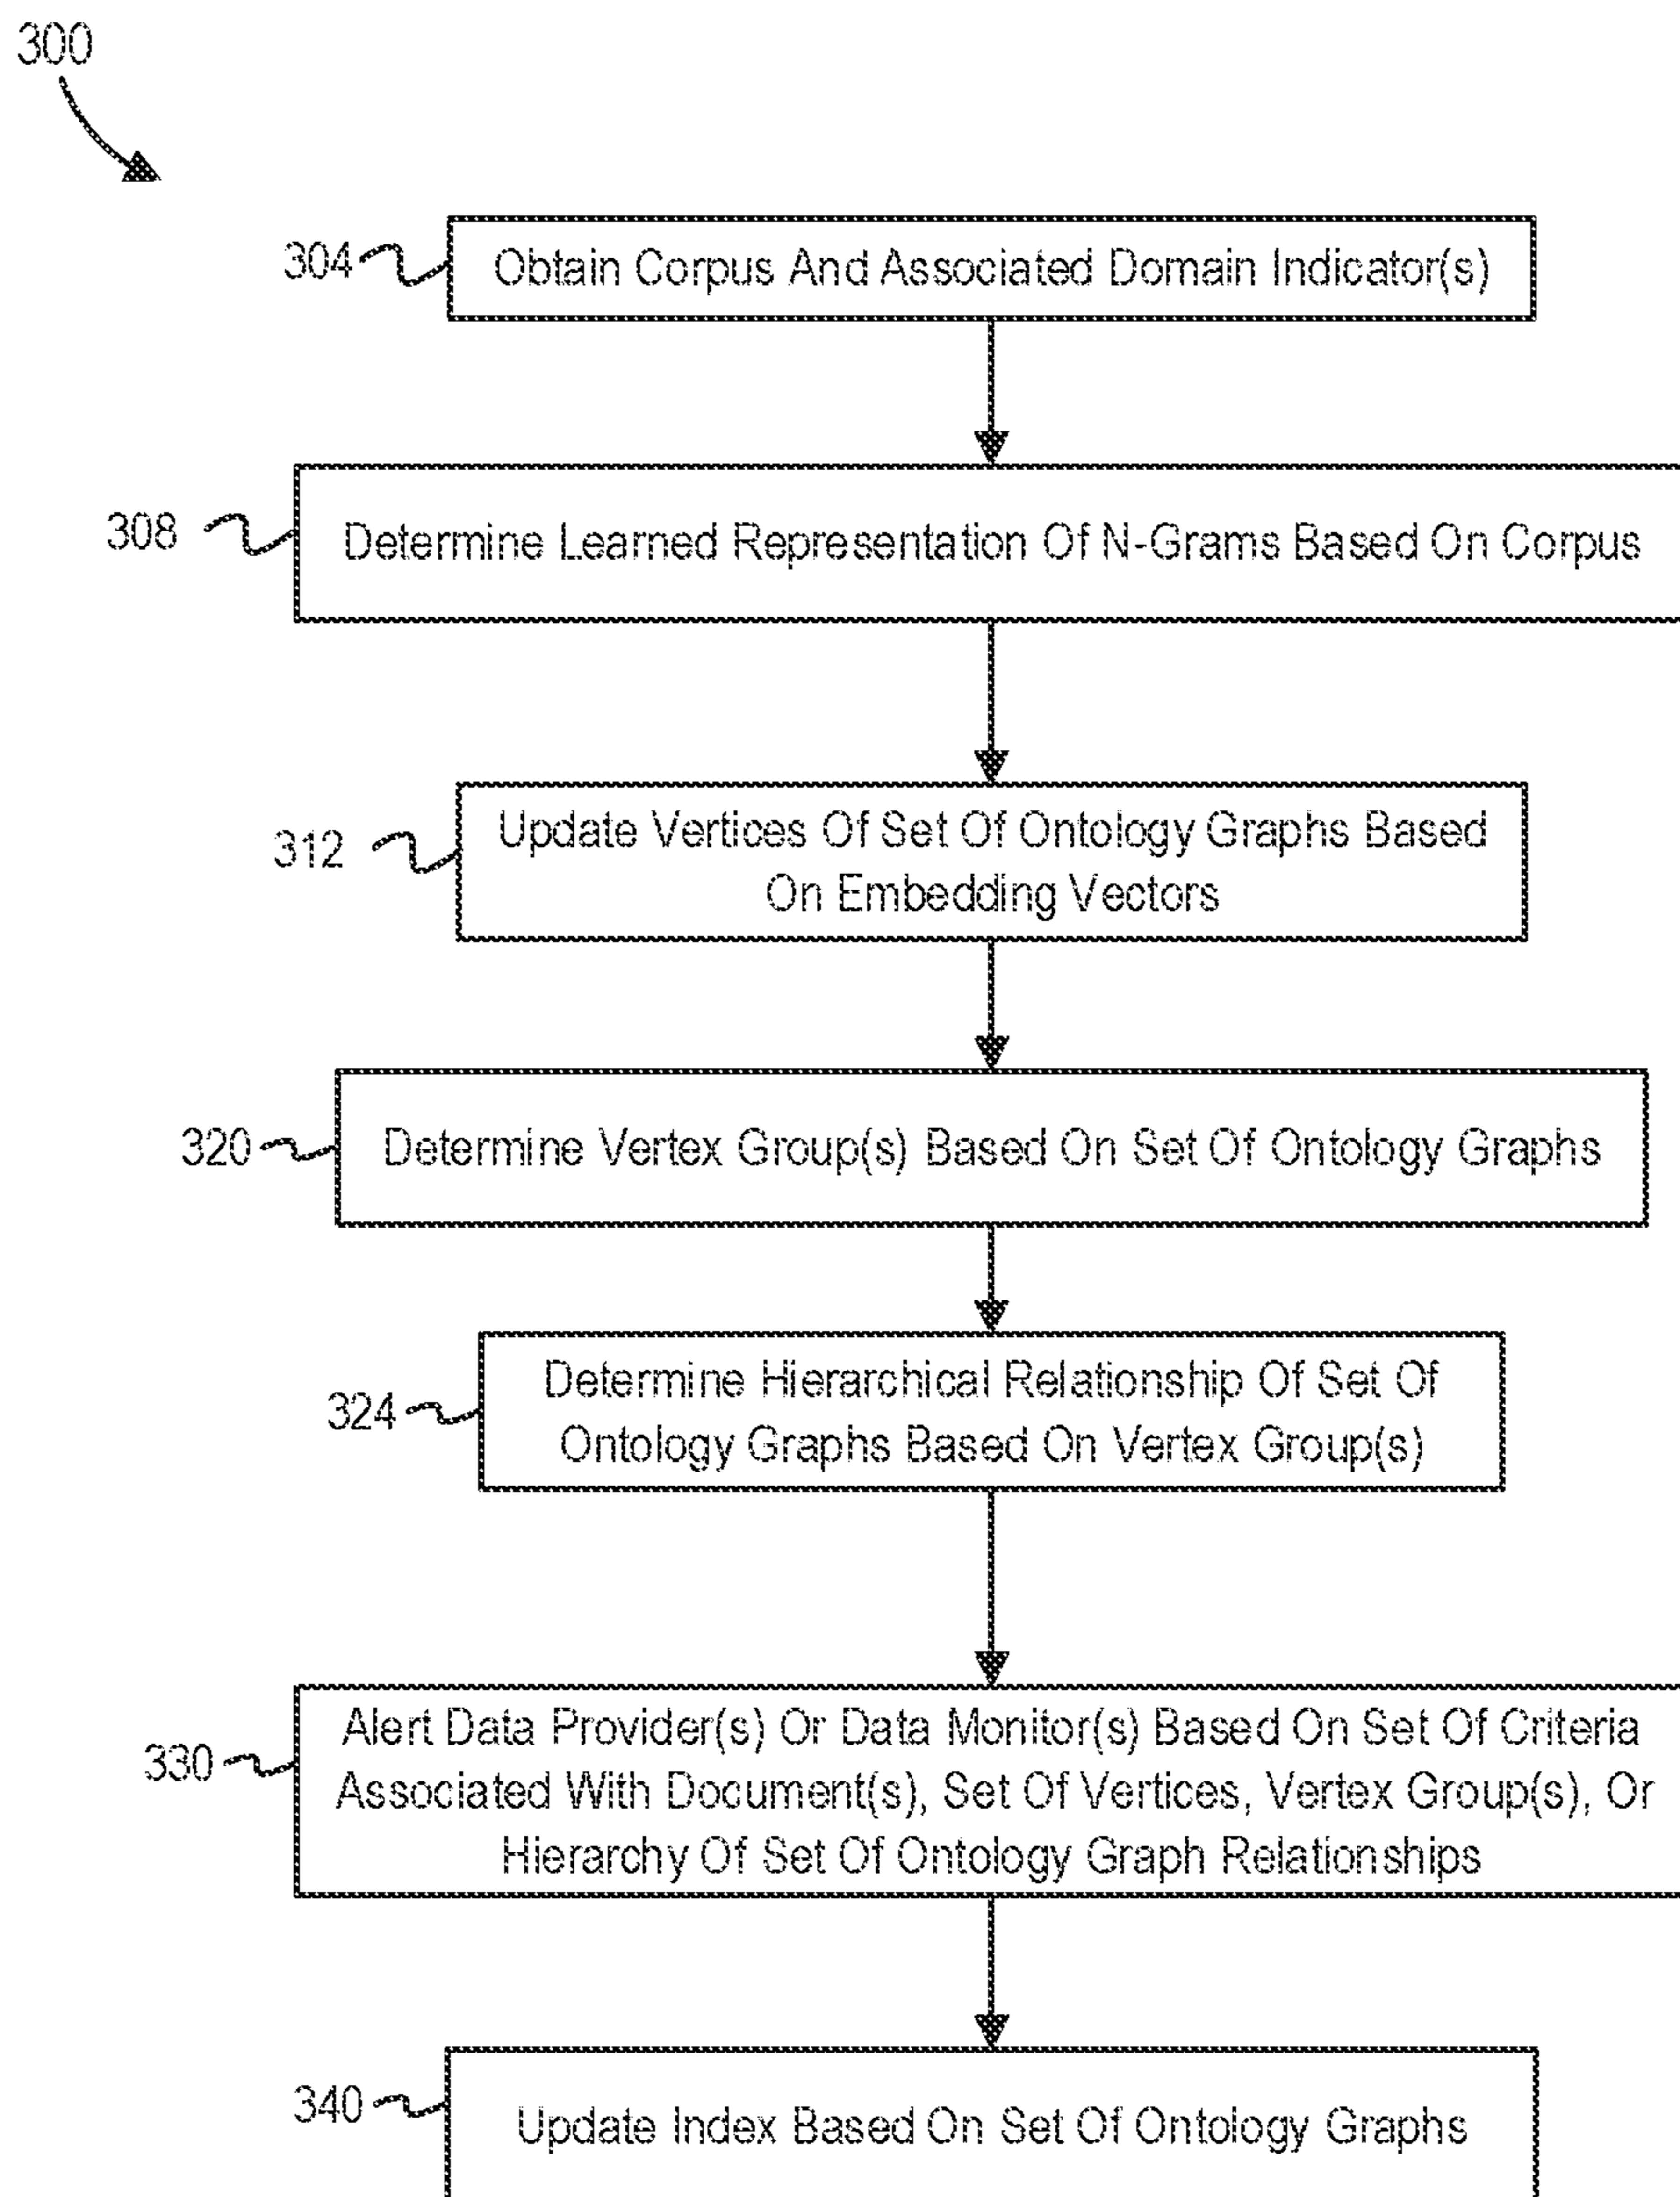 300
304
Obtain Corpus And Associated Domain Indicator(s)
308
Determine Learned Representation Of N-Grams Based On Corpus
312
Update Vertices Of Set Of Ontology Graphs Based
On Embedding Vectors
320
Determine Vertex Group(s) Based On Set Of Ontology Graphs
324
Determine Hierarchical Relationship Of Set Of
Ontology Graphs Based On Vertex Group(s)
330
Alert Data Provider(s) Or Data Monitor(s) Based On Set Of Criteria
Associated With Document(s), Set Of Vertices, Vertex Group(s), Or
Hierarchy Of Set Of Ontology Graph Relationships
340
Update Index Based On Set Of Ontology Graphs